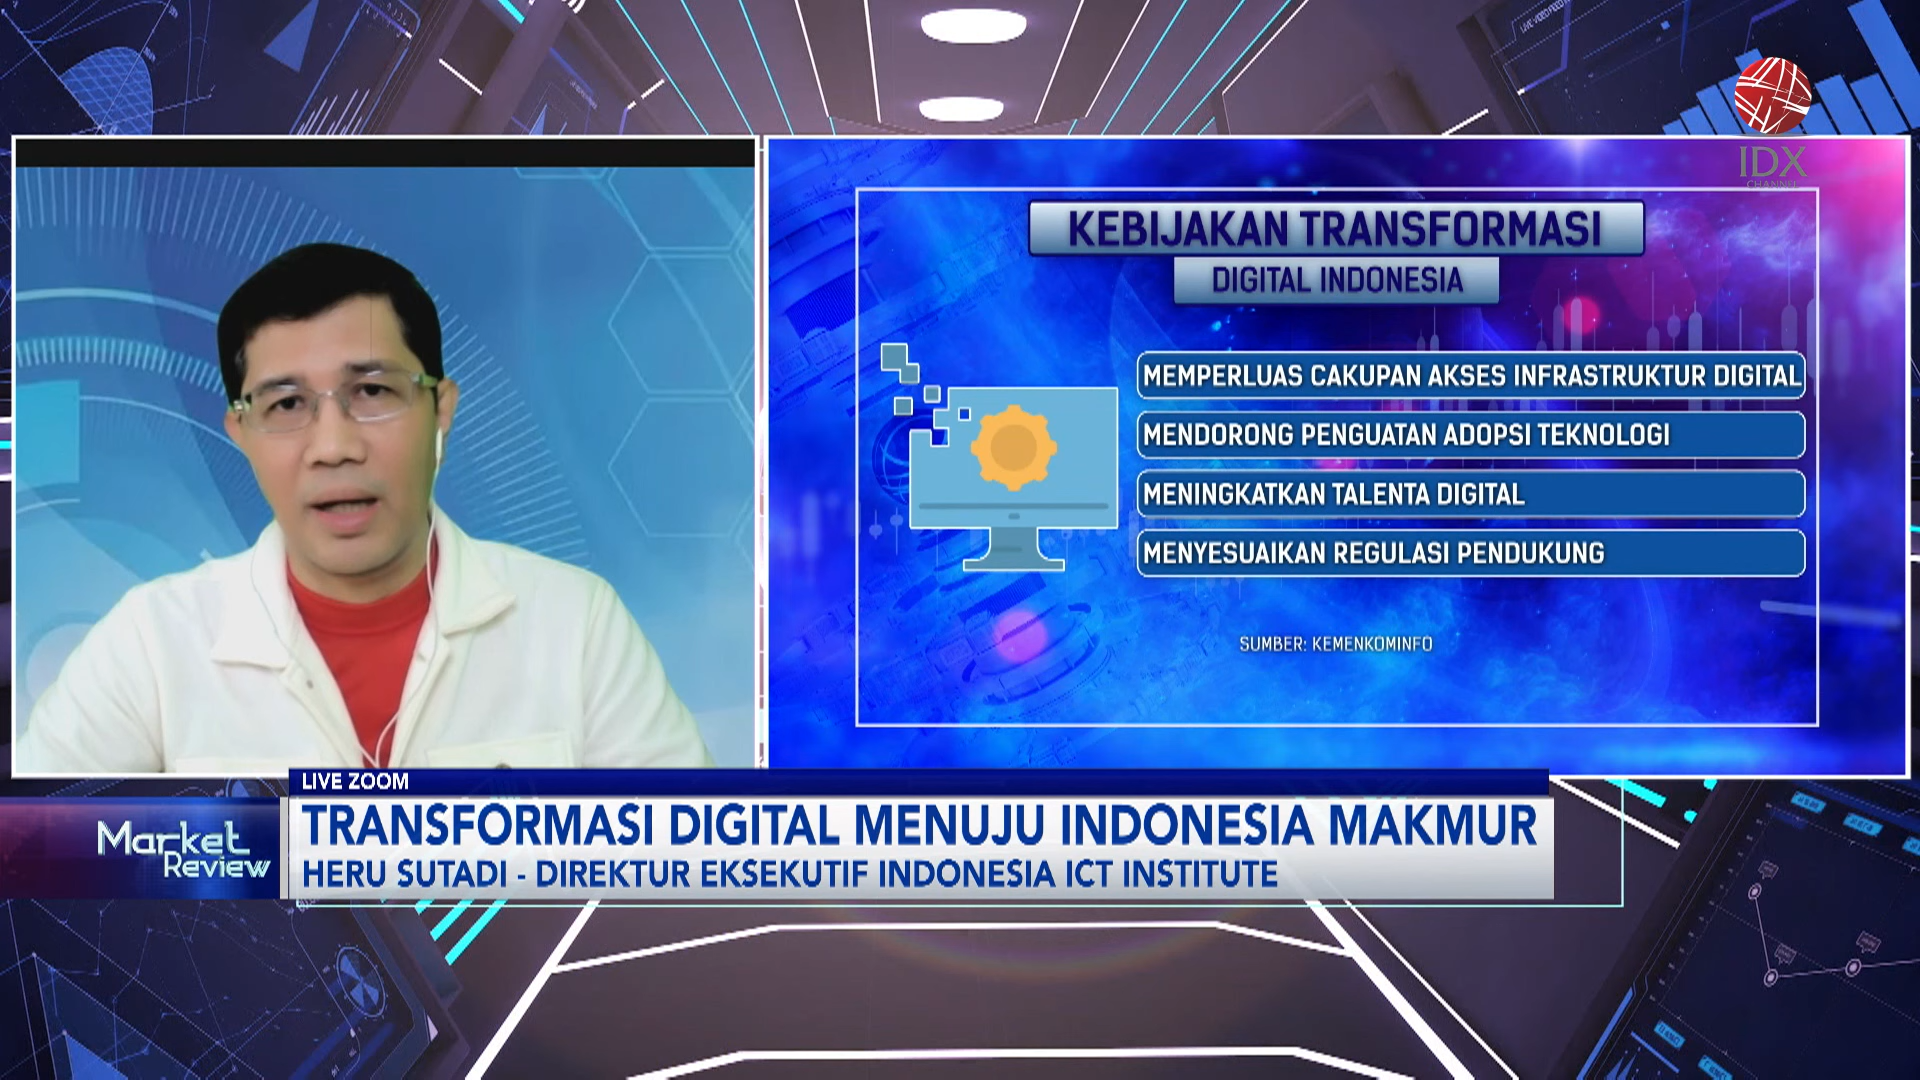 IDX
CHANNEL
KEBIJAKAN TRANSFORMASI
DIGITAL INDONESIA
MEMPERLUAS CAKUPAN AKSES INFRASTRUKTUR DIGITAL
MENDORONG PENGUATAN ADOPSI TEKNOLOGI
MENINGKATKAN TALENTA DIGITAL
MENYESUAIKAN REGULASI PENDUKUNG
SUMBER: KEMENKOMINFO
LIVE ZOOM
Market
Review
TRANSFORMASI DIGITAL MENUJU INDONESIA MAKMUR
HERU SUTADI - DIREKTUR EKSEKUTIF INDONESIA ICT INSTITUTE